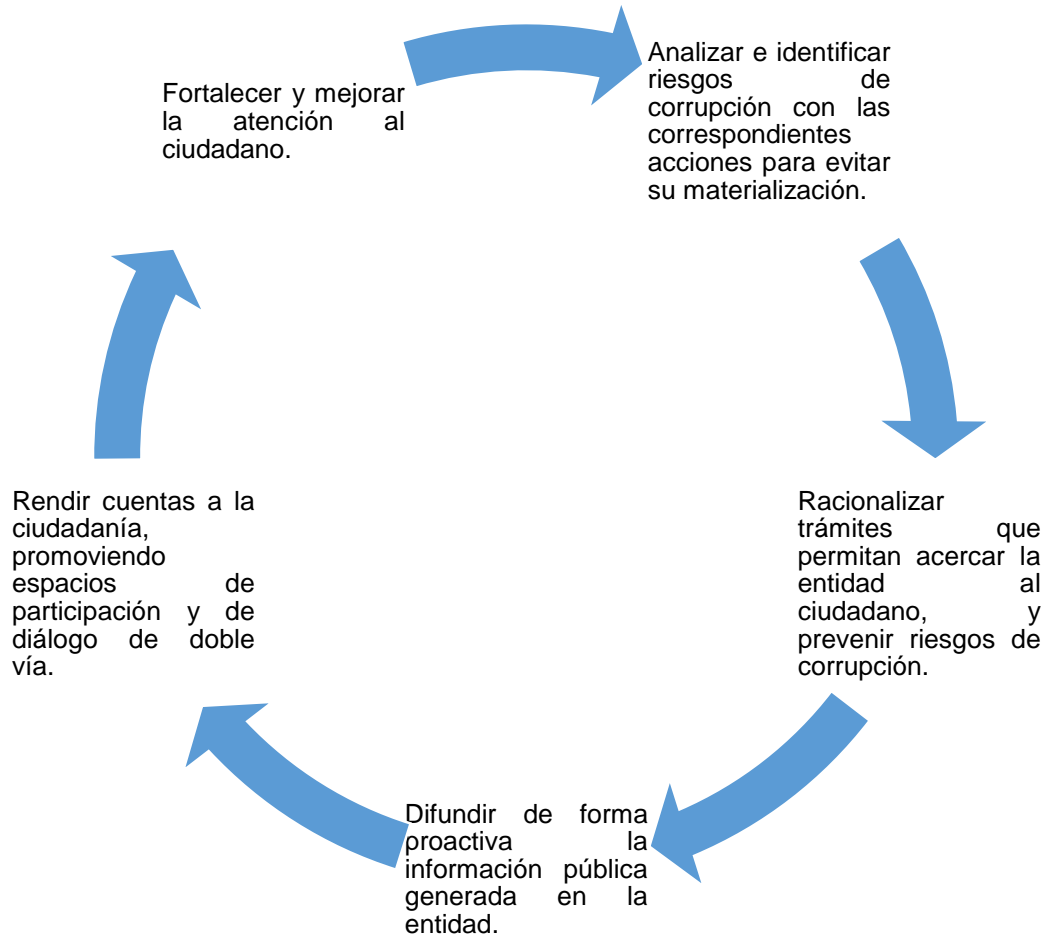 Fortalecer y mejorar
la atención al
ciudadano.
Analizar e identificar
riesgos de
corrupción con las
correspondientes
acciones para evitar
su materialización.
Racionalizar
trámites que
permitan acercar la
entidad al
ciudadano, y
prevenir riesgos de
corrupción.
Difundir de forma
proactiva la
información pública
generada en la
entidad.
Rendir cuentas a la
ciudadanía,
promoviendo
espacios de
participación y de
diálogo de doble
vía.